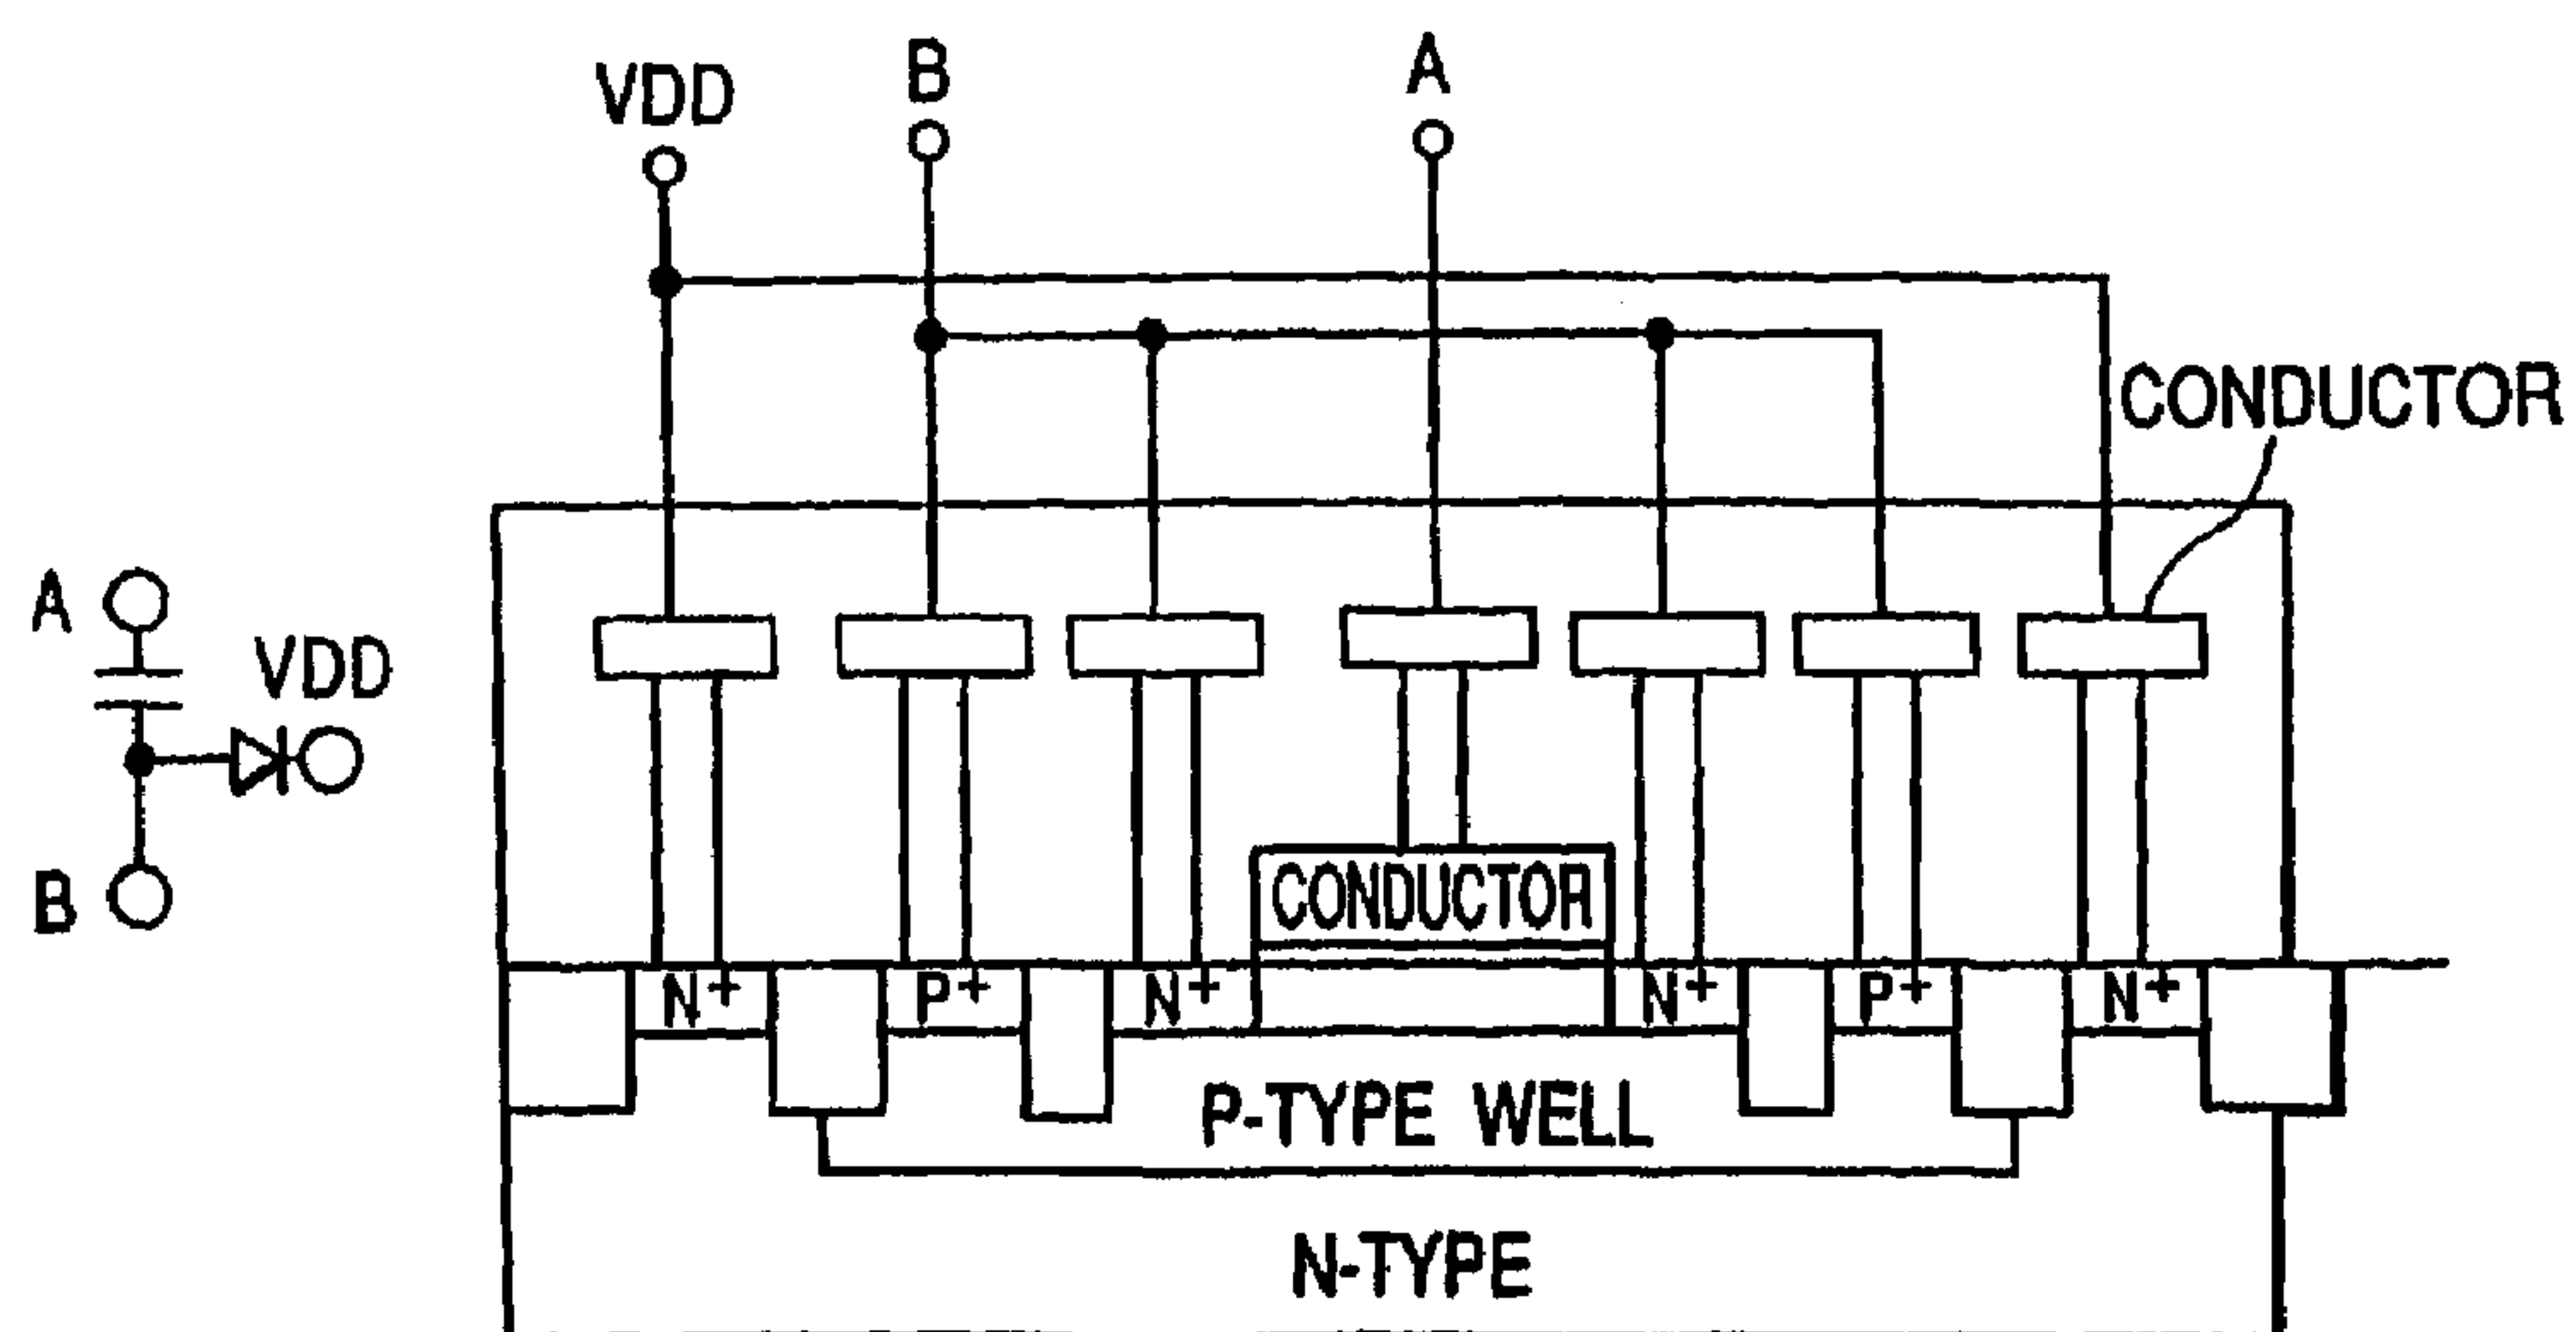 VDD B A
CONDUCTOR
A
VDD
B
CONDUCTOR
N+ P+ N+ N+ P+ N+
P-TYPE WELL
N-TYPE